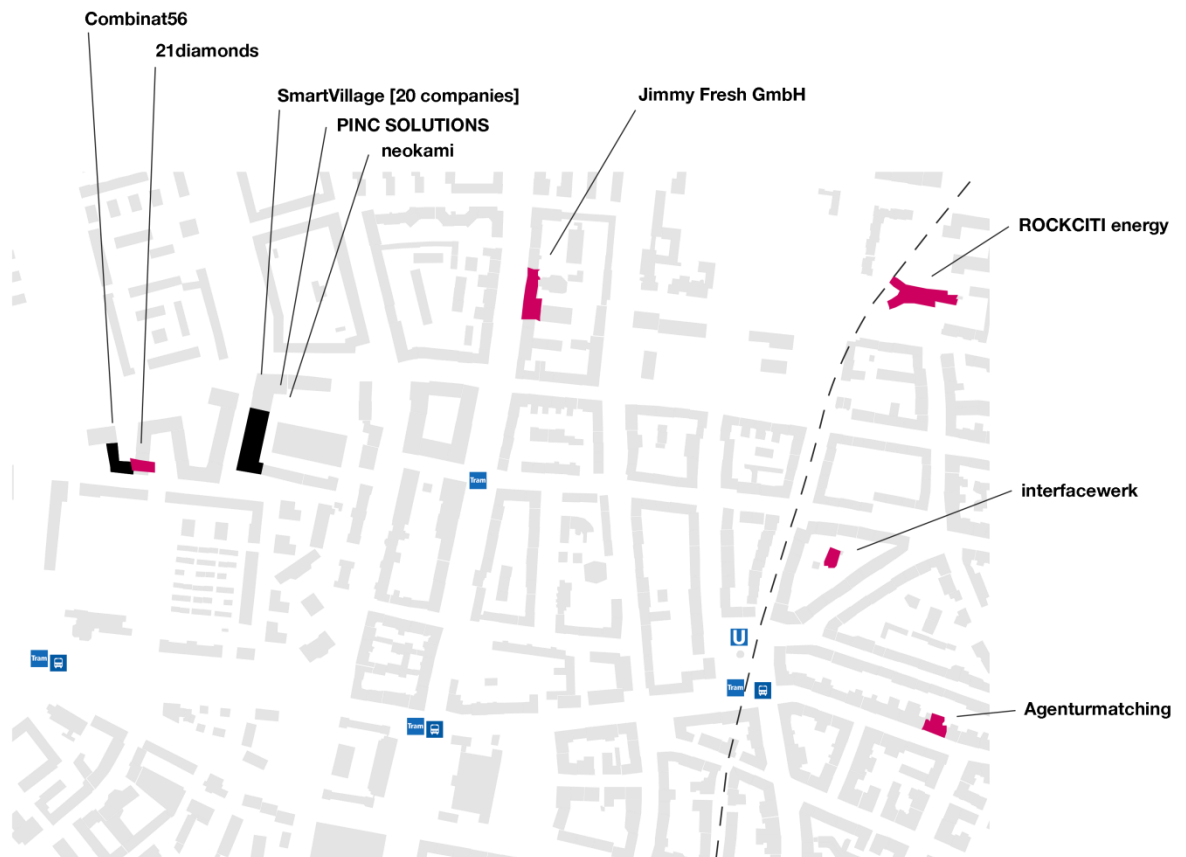 Combinat56
21diamonds
SmartVillage [20 companies]
Jimmy Fresh GmbH
PINC SOLUTIONS
neokami
ROCKCITI energy
Tram
interfacewerk
U
Tram
Tram
Agenturmatching
Tram